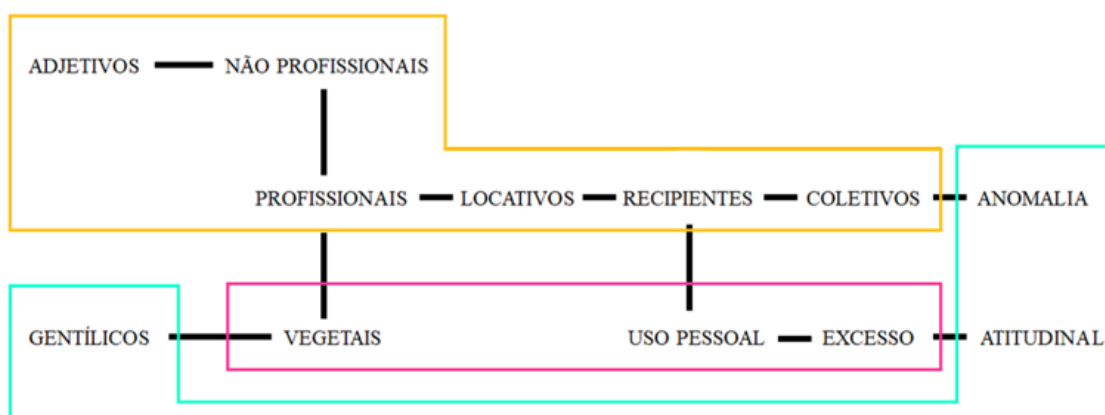 ADJETIVOS NÃO PROFISSIONAIS
PROFISSIONAIS LOCATIVOS RECIPIENTES COLETIVOS ANOMALIA
GENTÍLICOS VEGETAIS USO PESSOAL EXCESSO ATITUDINAL